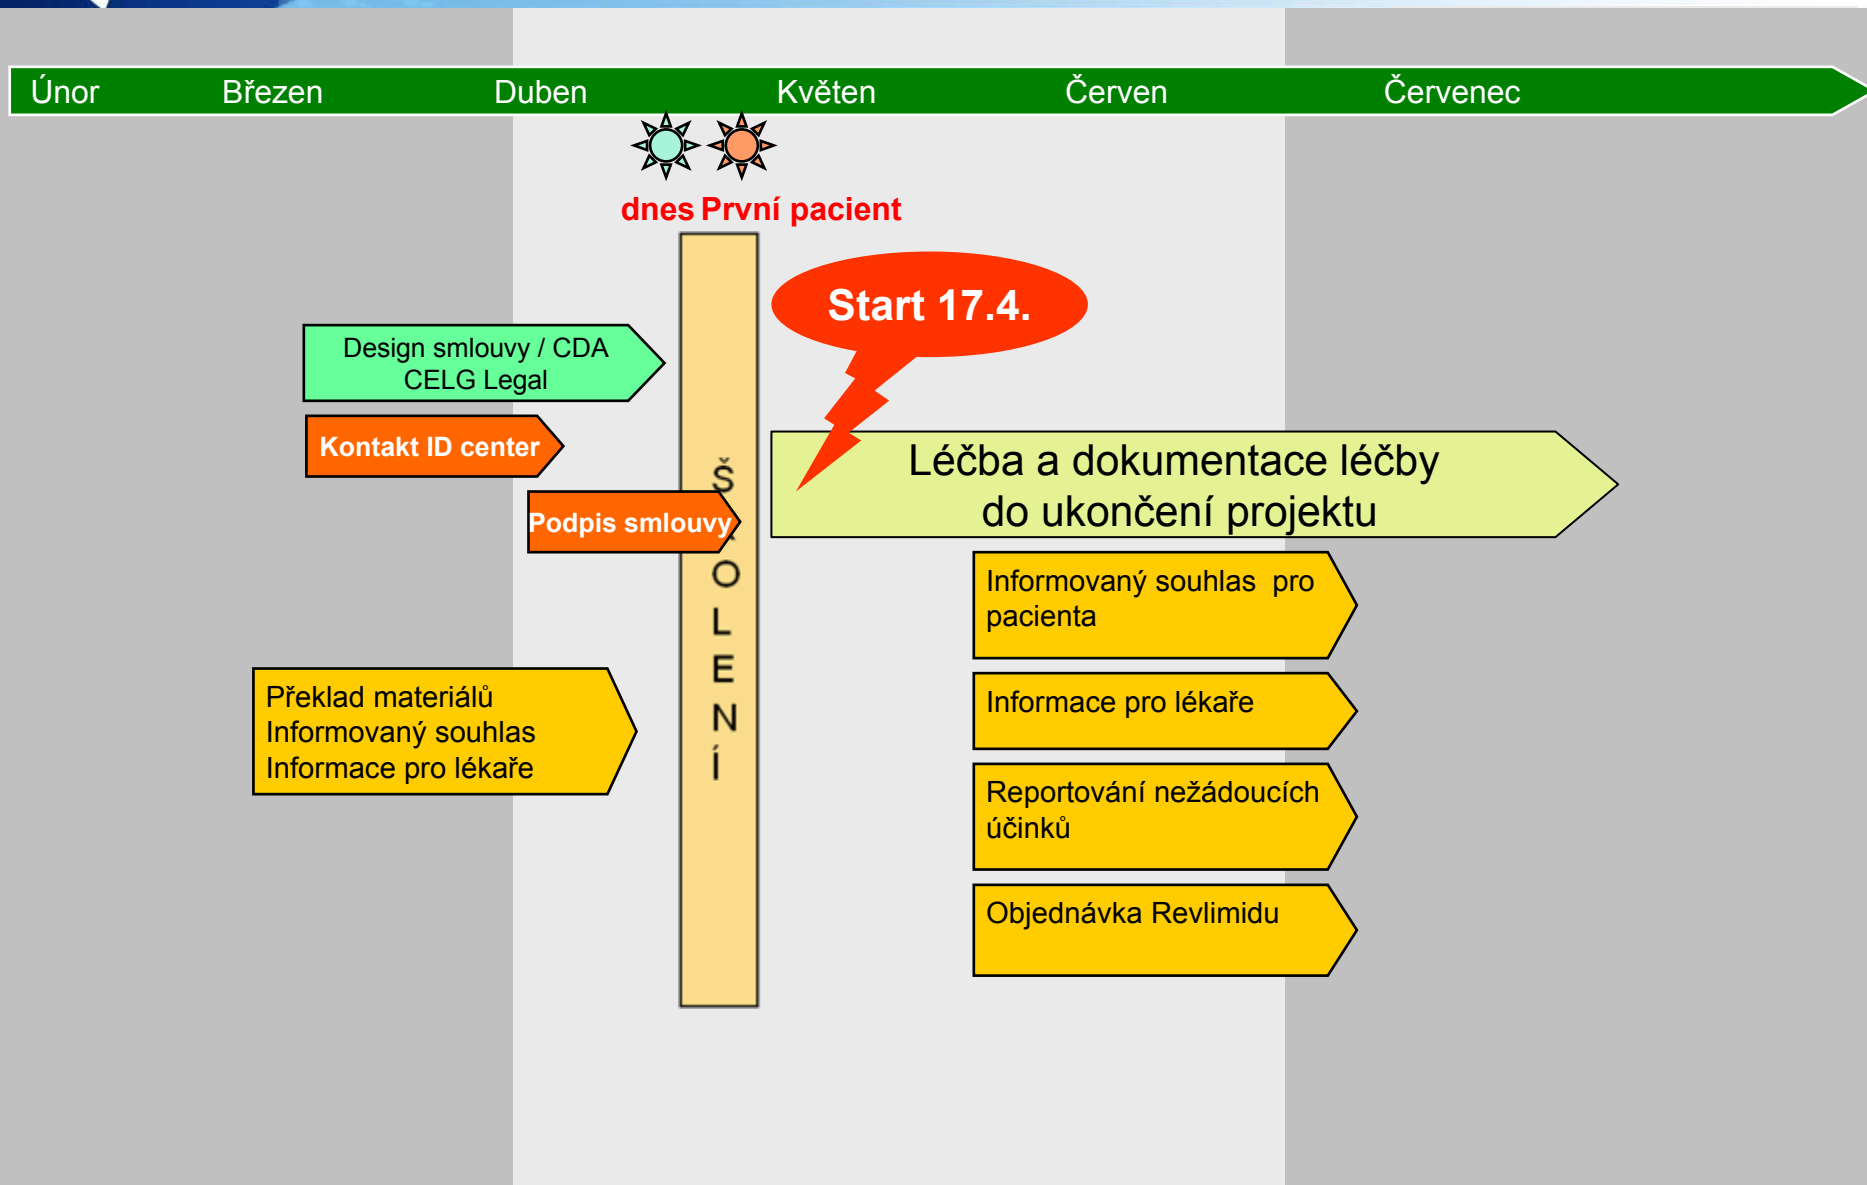 Únor Březen Duben Květen Červen Červenec
dnes První pacient
Start 17.4.
Design smlouvy / CDA
CELG Legal
Kontakt ID center
Podpis smlouvy
Š
O
L
E
N
Í
Léčba a dokumentace léčby
do ukončení projektu
Informovaný souhlas pro
pacienta
Překlad materiálů
Informovaný souhlas
Informace pro lékaře
Informace pro lékaře
Reportování nežádoucích
účinků
Objednávka Revlimidu